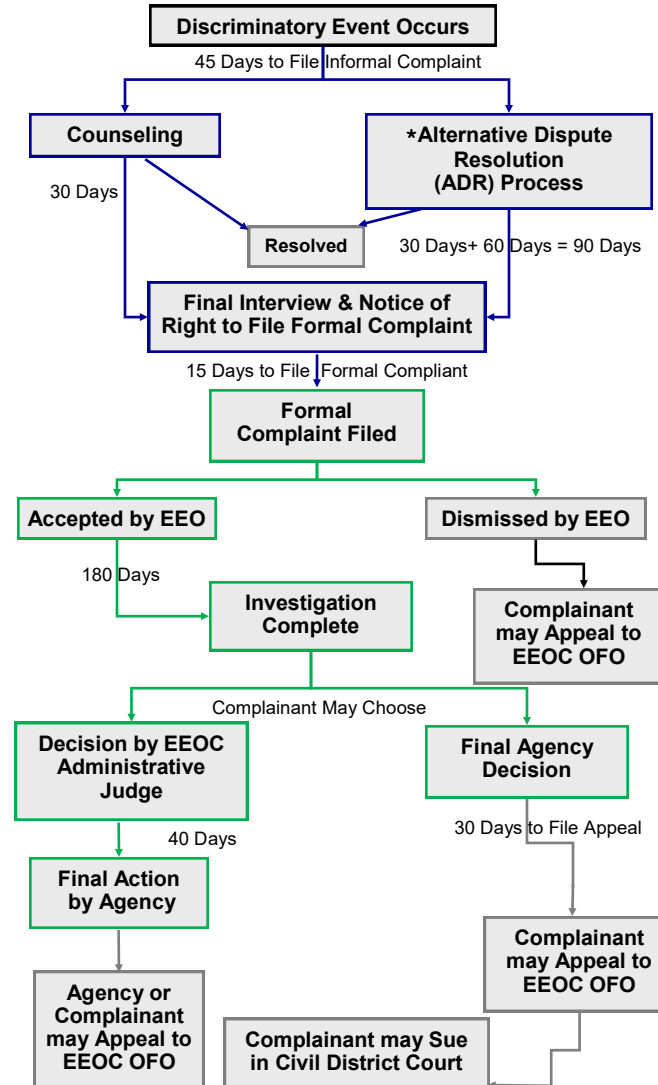 Discriminatory Event Occurs
45 Days to File Informal Complaint
Counseling
*Alternative Dispute
Resolution
(ADR) Process
30 Days
Resolved
30 Days+ 60 Days = 90 Days
Final Interview & Notice of
Right to File Formal Complaint
15 Days to File Formal Compliant
Formal
Complaint Filed
Accepted by EEO
Dismissed by EEO
180 Days
Investigation
Complete
Complainant
may Appeal to
EEOC OFO
Complainant May Choose
Decision by EEOC
Administrative
Judge
Final Agency
Decision
40 Days
30 Days to File Appeal
Final Action
by Agency
Complainant
may Appeal to
EEOC OFO
Agency or
Complainant
may Appeal to
EEOC OFO
Complainant may Sue
in Civil District Court